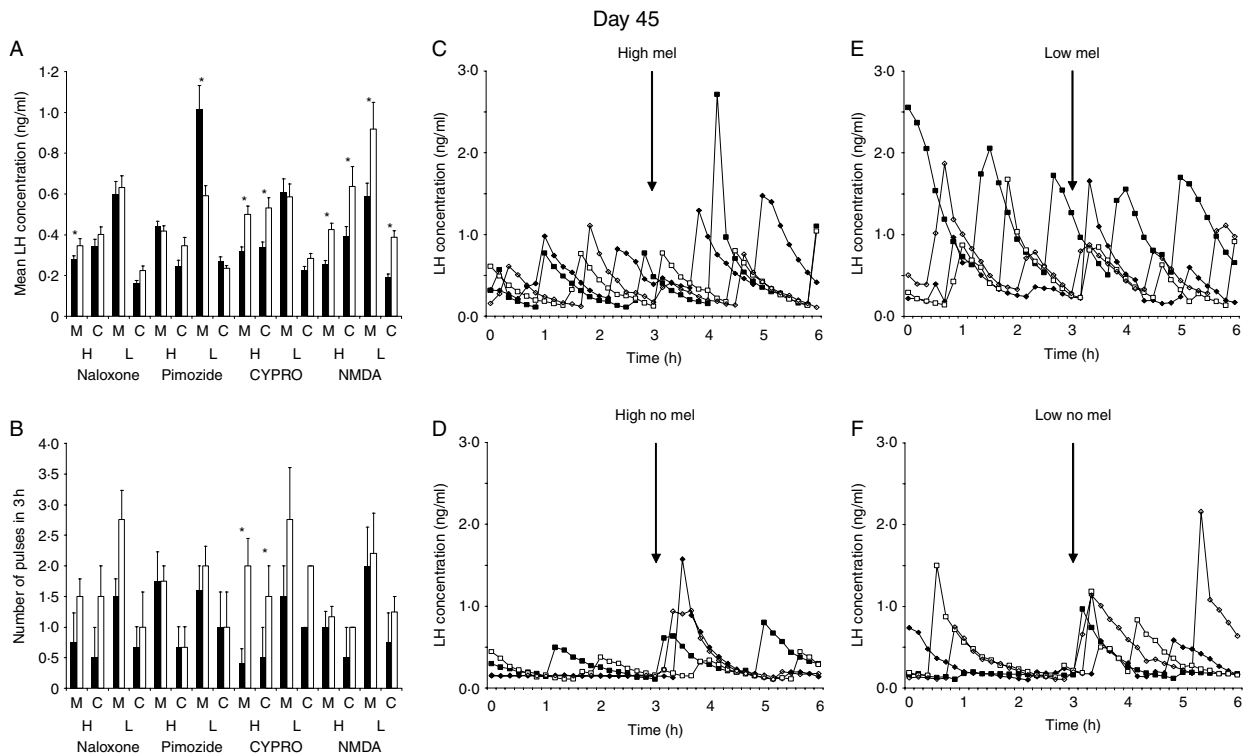 Day 45
A
Mean LH concentration (ng/ml)
1·2
1·0
0·8
0·6
0·4
0·2
0
* * * * * * * *
M C M C M C M C M C M C M C M C
H L H L H L H L
Naloxone Pimozide CYPRO NMDA
B
Number of pulses in 3h
4·0
3·5
3·0
2·5
2·0
1·5
1·0
0·5
0
* *
M C M C M C M C M C M C M C M C
H L H L H L H L
Naloxone Pimozide CYPRO NMDA
C
High mel
LH concentration (ng/ml)
3·0
2·0
1·0
0·0
0 1 2 3 4 5 6
Time (h)
D
High no mel
LH concentration (ng/ml)
3·0
2·0
1·0
0·0
0 1 2 3 4 5 6
Time (h)
E
Low mel
LH concentration (ng/ml)
3·0
2·0
1·0
0·0
0 1 2 3 4 5 6
Time (h)
F
Low no mel
LH concentration (ng/ml)
3·0
2·0
1·0
0·0
0 1 2 3 4 5 6
Time (h)